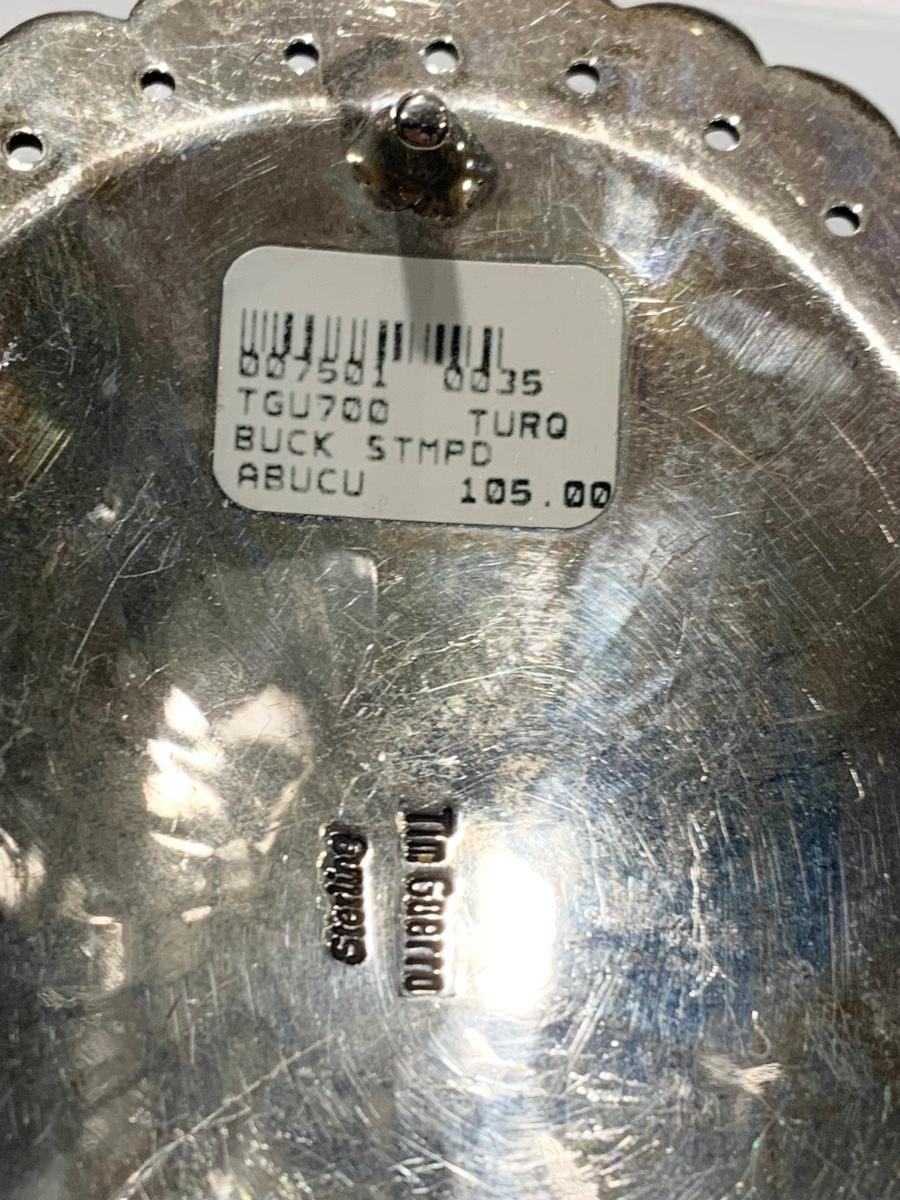 007501 0035
TGU700 TURQ
BUCK STMPD
ABUCU 105.00
Tim Guerro
Sterling